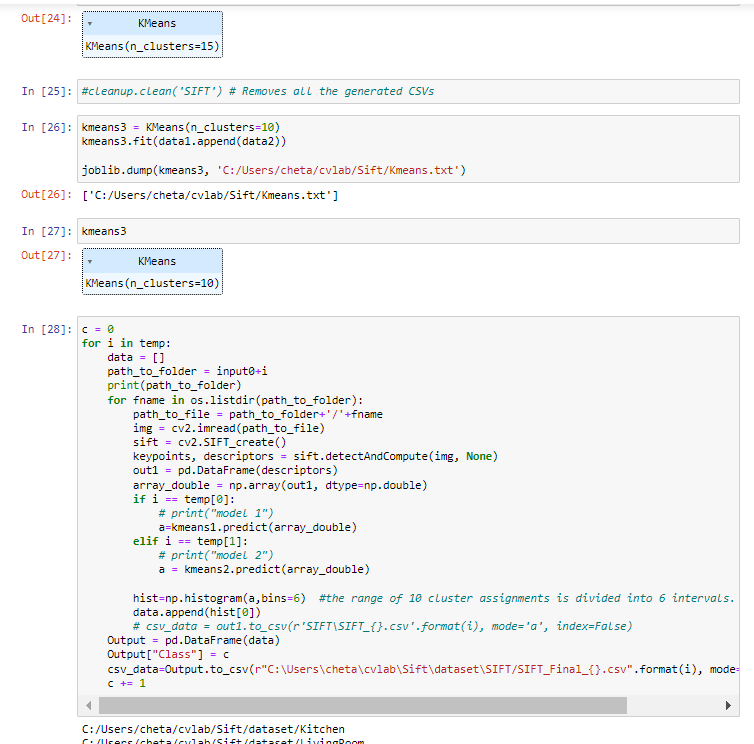 Out[24]:
KMeans
KMeans(n_clusters=15)
In [25]: #cleanup.clean('SIFT') # Removes all the generated CSVs
In [26]: kmeans3 = KMeans(n_clusters=10)
kmeans3.fit(data1.append(data2))
joblib.dump(kmeans3, 'C:/Users/cheta/cvlab/Sift/Kmeans.txt')
Out[26]: ['C:/Users/cheta/cvlab/Sift/Kmeans.txt']
In [27]: kmeans3
Out[27]:
KMeans
KMeans(n_clusters=10)
In [28]: c = 0
for i in temp:
    data = []
    path_to_folder = input0+i
    print(path_to_folder)
    for fname in os.listdir(path_to_folder):
        path_to_file = path_to_folder+'/'+fname
        img = cv2.imread(path_to_file)
        sift = cv2.SIFT_create()
        keypoints, descriptors = sift.detectAndCompute(img, None)
        out1 = pd.DataFrame(descriptors)
        array_double = np.array(out1, dtype=np.double)
        if i == temp[0]:
            # print("model 1")
            a=kmeans1.predict(array_double)
        elif i == temp[1]:
            # print("model 2")
            a = kmeans2.predict(array_double)
        hist=np.histogram(a,bins=6)  #the range of 10 cluster assignments is divided into 6 intervals.
        data.append(hist[0])
        # csv_data = out1.to_csv(r'SIFT\SIFT_{}.csv'.format(i), mode='a', index=False)
    Output = pd.DataFrame(data)
    Output["Class"] = c
    csv_data=Output.to_csv(r"C:\Users\cheta\cvlab\Sift\dataset\SIFT/SIFT_Final_{}.csv".format(i), mode=
    c += 1
C:/Users/cheta/cvlab/Sift/dataset/Kitchen
C:/Users/cheta/cvlab/Sift/dataset/LivingRoom